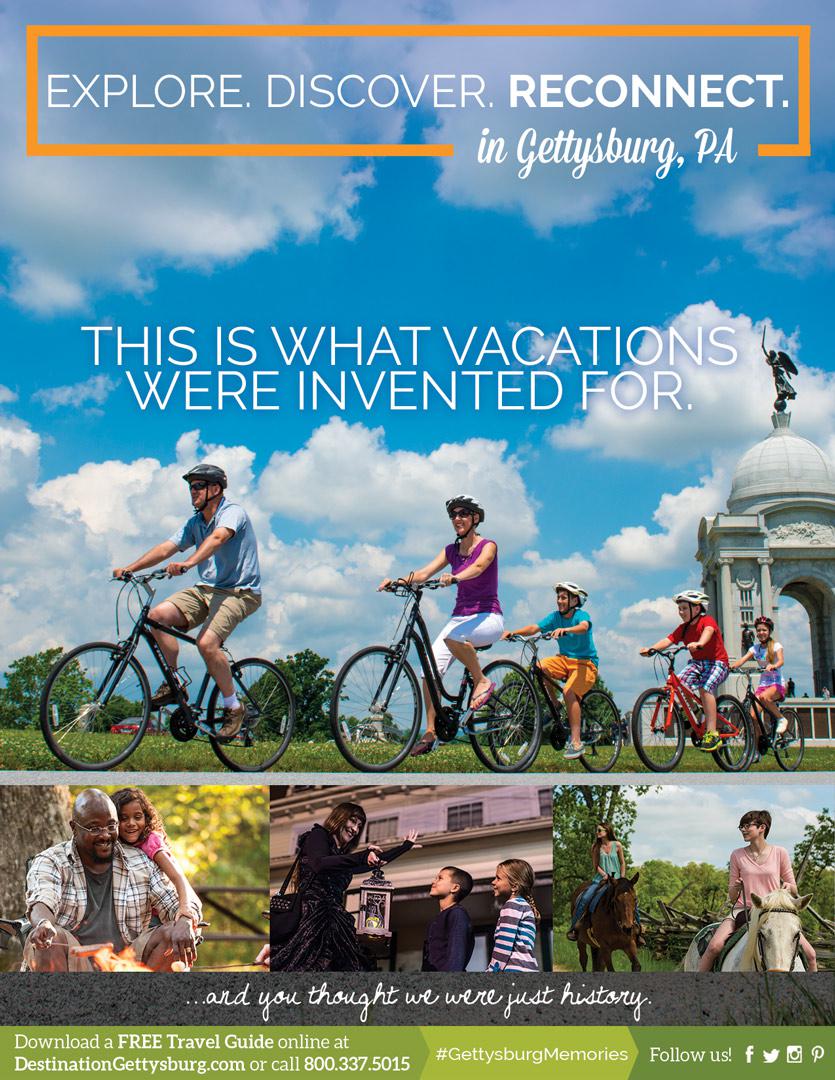 EXPLORE. DISCOVER. RECONNECT.
in Gettysburg, PA
THIS IS WHAT VACATIONS
WERE INVENTED FOR.
...and you thought we were just history.
Download a FREE Travel Guide online at
DestinationGettysburg.com or call 800.337.5015
#GettysburgMemories
Follow us!